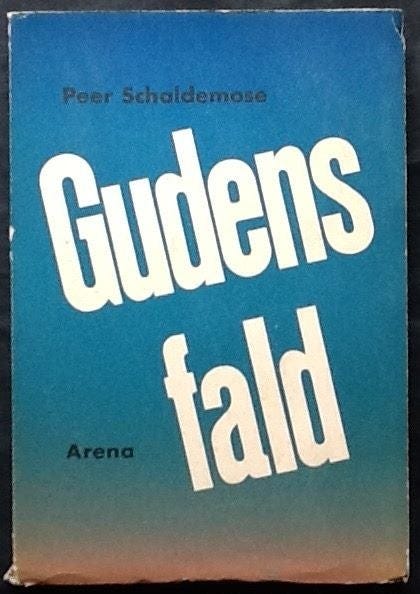 Peer Schaldemose
Gudens
fald
Arena